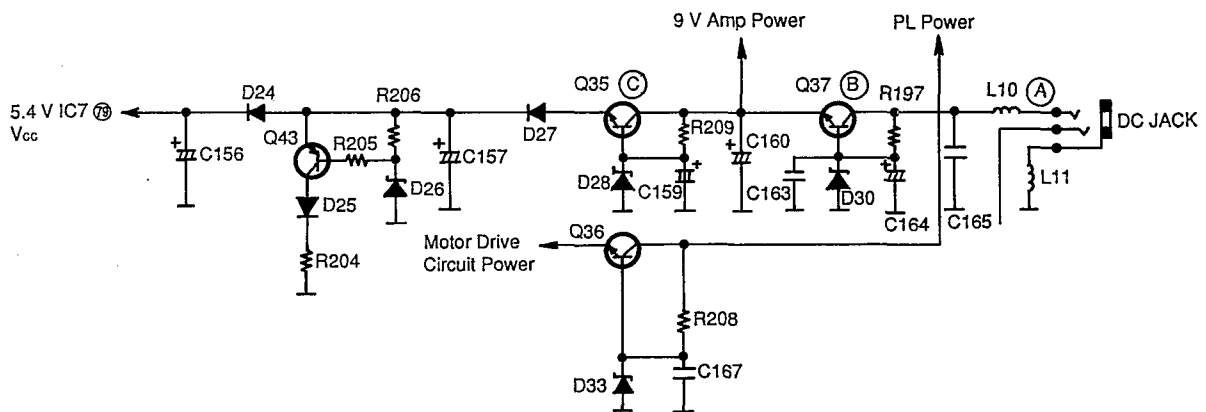 9 V Amp Power
PL Power
D24
R206
Q35 Ⓒ
Q37 Ⓑ
R197
L10 Ⓐ
5.4 V IC7 ㊴
Vcc
Q43
R205
D27
R209
C160
DC JACK
C156
C157
D26
D28
C159
C163
D30
L11
D25
C164
C165
Motor Drive
Circuit Power
Q36
R204
R208
D33
C167